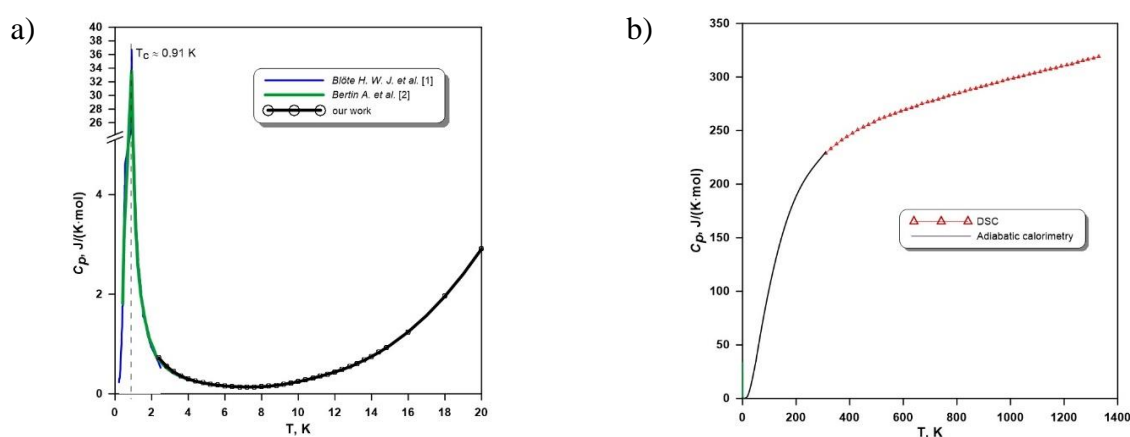 a)
40
38
36
34
32
30
28
26
4
2
0
Cp, J/(K·mol)
T_C ≈ 0.91 K
Blöte H. W. J. et al. [1]
Bertin A. et al. [2]
our work
0 2 4 6 8 10 12 14 16 18 20
T, K
b)
350
300
250
200
150
100
50
0
Cp, J/(K·mol)
DSC
Adiabatic calorimetry
0 200 400 600 800 1000 1200 1400
T, K